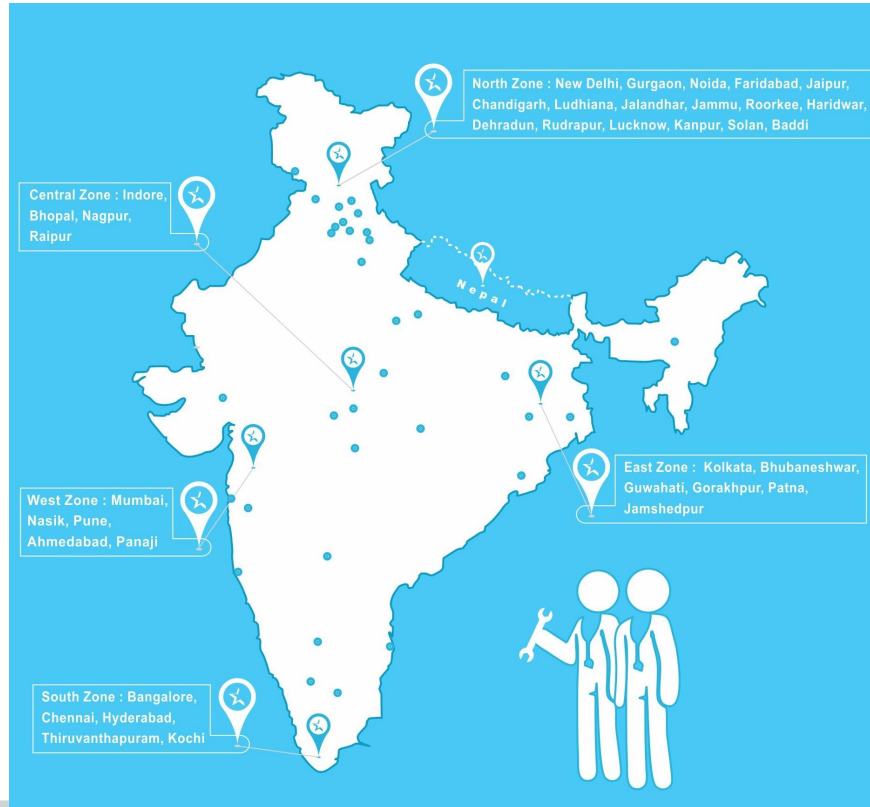 North Zone : New Delhi, Gurgaon, Noida, Faridabad, Jaipur,
Chandigarh, Ludhiana, Jalandhar, Jammu, Roorkee, Haridwar,
Dehradun, Rudrapur, Lucknow, Kanpur, Solan, Baddi
Central Zone : Indore,
Bhopal, Nagpur,
Raipur
Nepal
East Zone : Kolkata, Bhubaneshwar,
Guwahati, Gorakhpur, Patna,
Jamshedpur
West Zone : Mumbai,
Nasik, Pune,
Ahmedabad, Panaji
South Zone : Bangalore,
Chennai, Hyderabad,
Thiruvanthapuram, Kochi